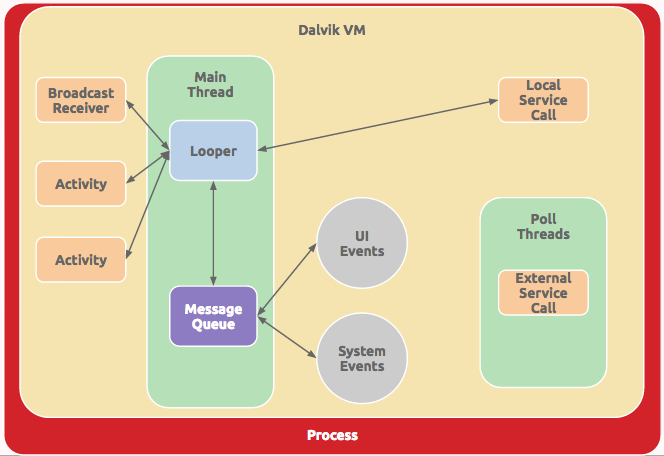 Dalvik VM
Main
Thread
Broadcast
Receiver
Looper
Local
Service
Call
Activity
Activity
UI
Events
Poll
Threads
External
Service
Call
Message
Queue
System
Events
Process